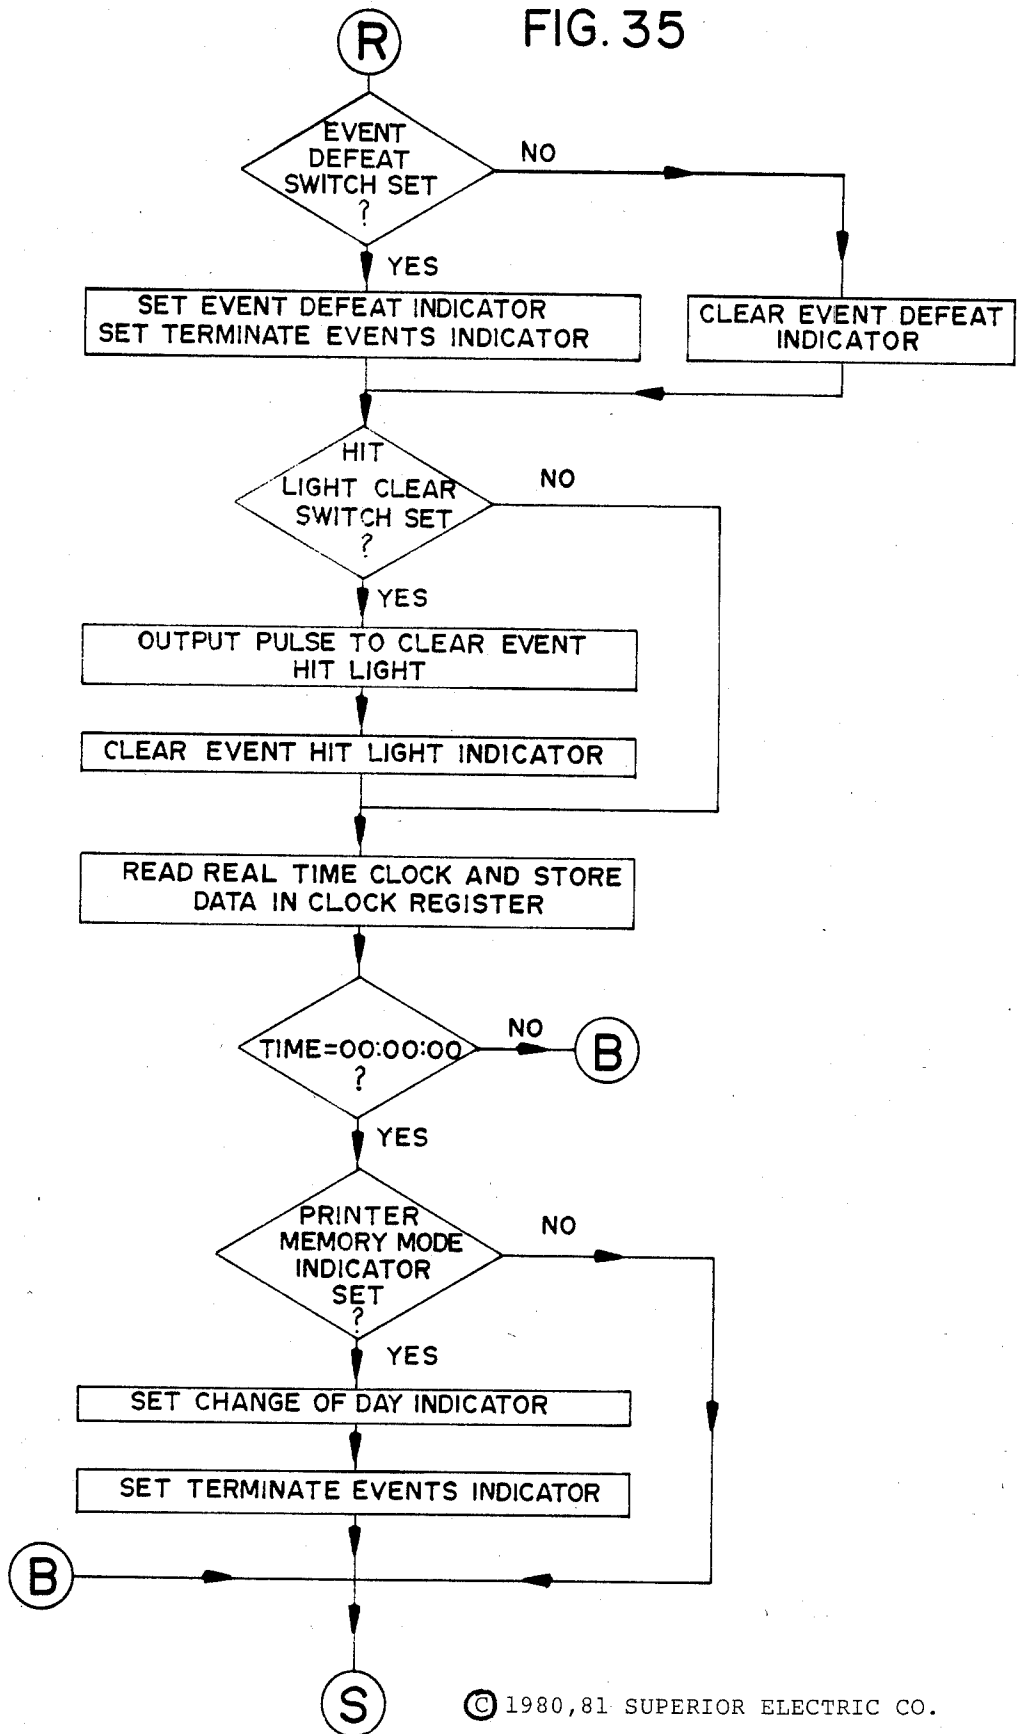 FIG. 35
R
EVENT
DEFEAT
SWITCH SET
?
NO
YES
SET EVENT DEFEAT INDICATOR
SET TERMINATE EVENTS INDICATOR
CLEAR EVENT DEFEAT
INDICATOR
HIT
LIGHT CLEAR
SWITCH SET
?
NO
YES
OUTPUT PULSE TO CLEAR EVENT
HIT LIGHT
CLEAR EVENT HIT LIGHT INDICATOR
READ REAL TIME CLOCK AND STORE
DATA IN CLOCK REGISTER
TIME=00:00:00
?
NO
B
YES
PRINTER
MEMORY MODE
INDICATOR
SET
?
NO
YES
SET CHANGE OF DAY INDICATOR
SET TERMINATE EVENTS INDICATOR
B
S
© 1980,81 SUPERIOR ELECTRIC CO.